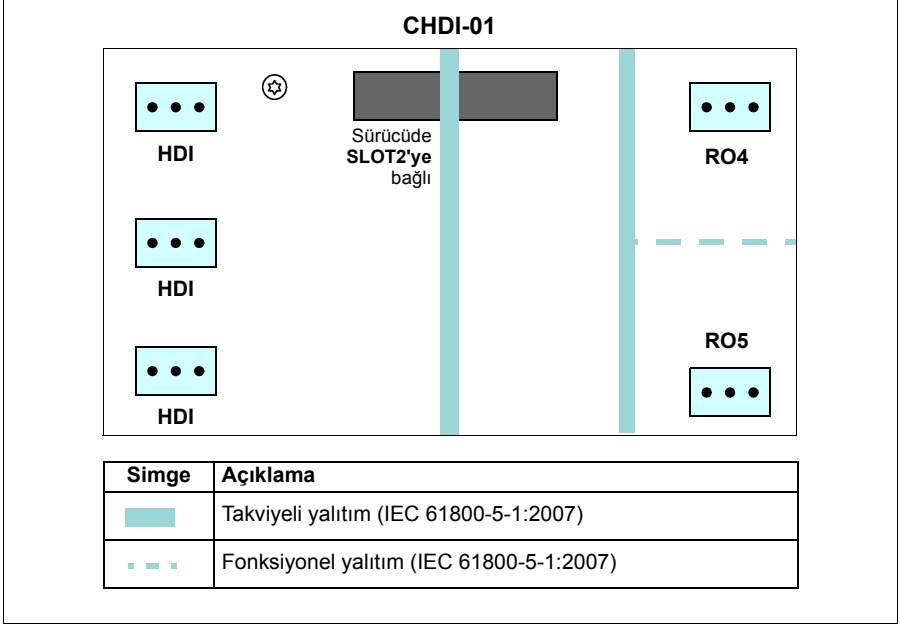 CHDI-01
HDI
Sürücüde
SLOT2'ye
bağlı
RO4
HDI
RO5
HDI
Simge Açıklama
Takviyeli yalıtım (IEC 61800-5-1:2007)
Fonksiyonel yalıtım (IEC 61800-5-1:2007)